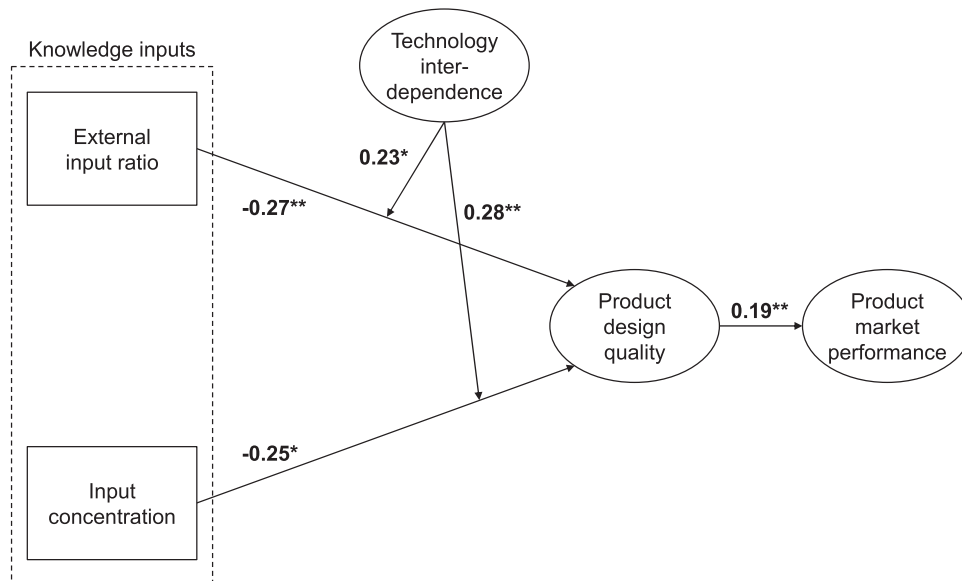 Knowledge inputs
External
input ratio
Technology
inter-
dependence
0.23*
-0.27**
0.28**
Product
design
quality
0.19**
Product
market
performance
-0.25*
Input
concentration